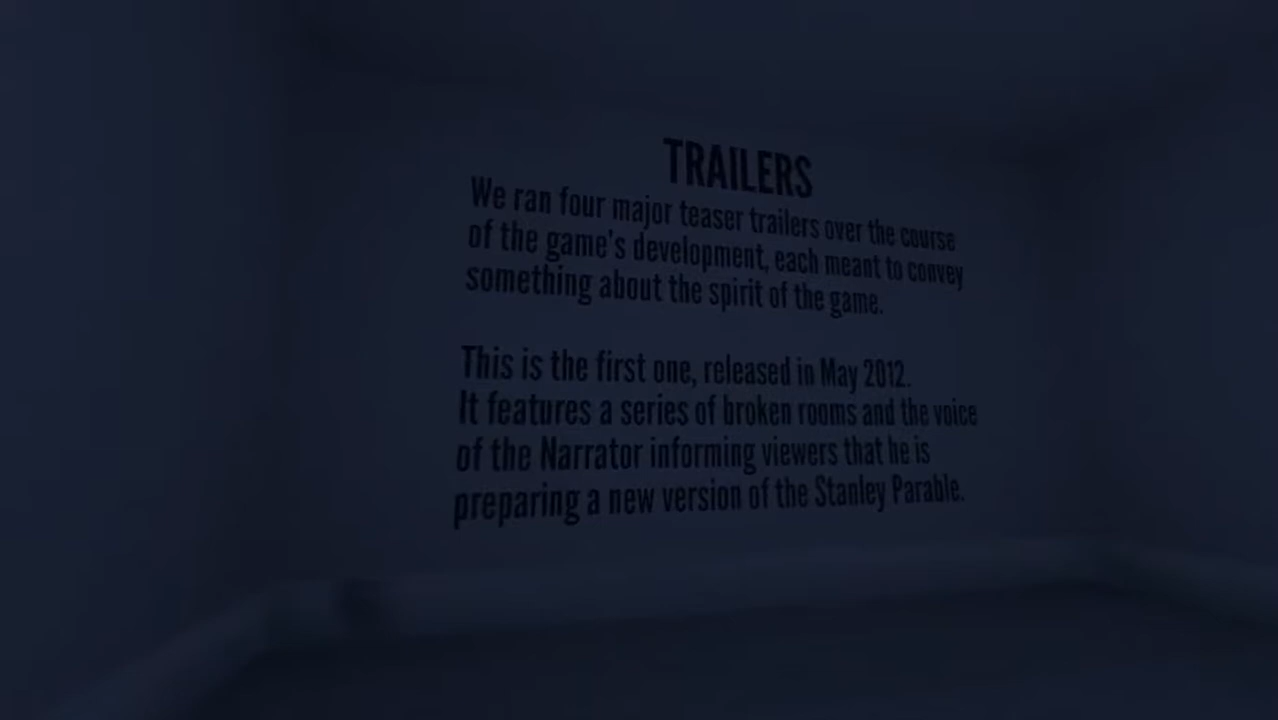 TRAILERS
We ran four major teaser trailers over the course
of the game's development, each meant to convey
something about the spirit of the game.
This is the first one, released in May 2012.
It features a series of broken rooms and the voice
of the Narrator informing viewers that he is
preparing a new version of the Stanley Parable.